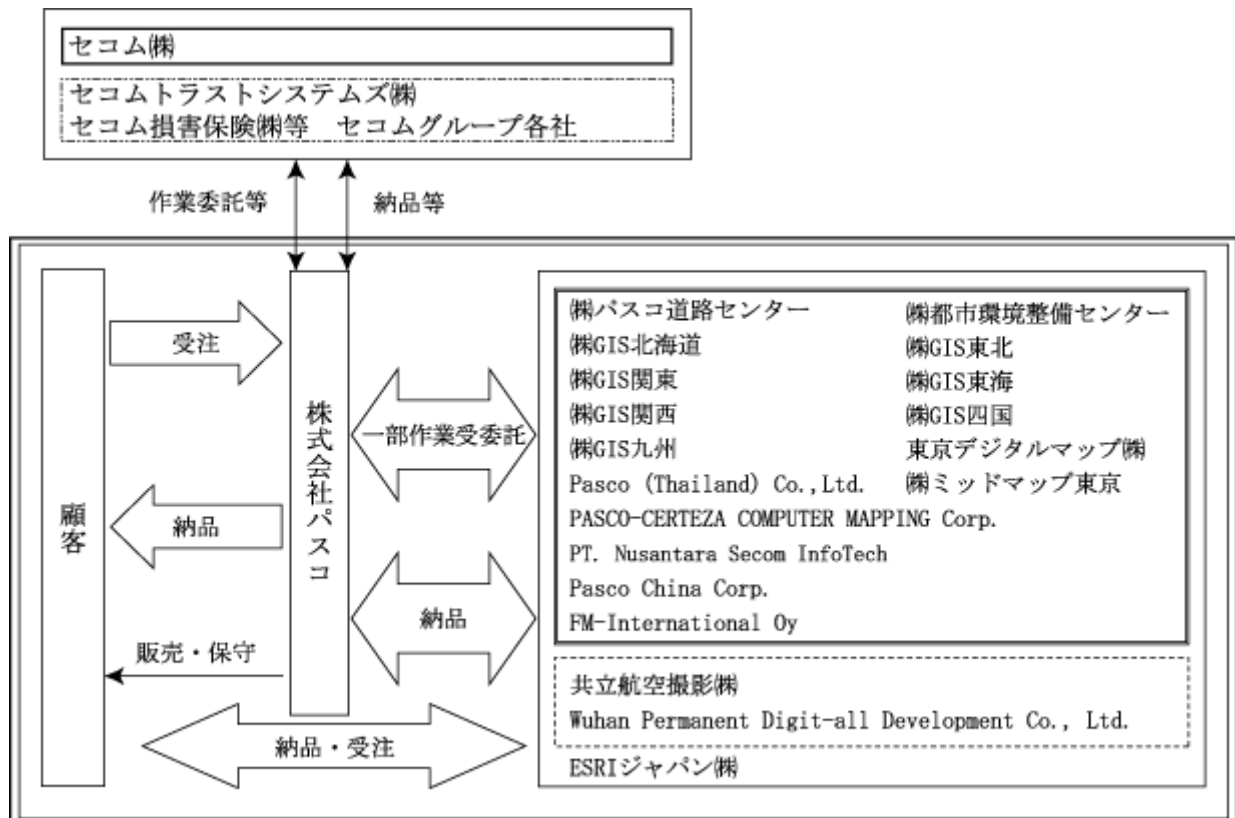 セコム㈱
セコムトラストシステムズ㈱
セコム損害保険㈱等　セコムグループ各社
作業委託等
納品等
顧客
受注
納品
販売・保守
納品・受注
株式会社パスコ
一部作業受委託
納品
㈱パスコ道路センター　㈱都市環境整備センター
㈱GIS北海道　㈱GIS東北
㈱GIS関東　㈱GIS東海
㈱GIS関西　㈱GIS四国
㈱GIS九州　東京デジタルマップ㈱
Pasco (Thailand) Co.,Ltd.　㈱ミッドマップ東京
PASCO-CERTEZA COMPUTER MAPPING Corp.
PT. Nusantara Secom InfoTech
Pasco China Corp.
FM-International Oy
共立航空撮影㈱
Wuhan Permanent Digit-all Development Co., Ltd.
ESRIジャパン㈱